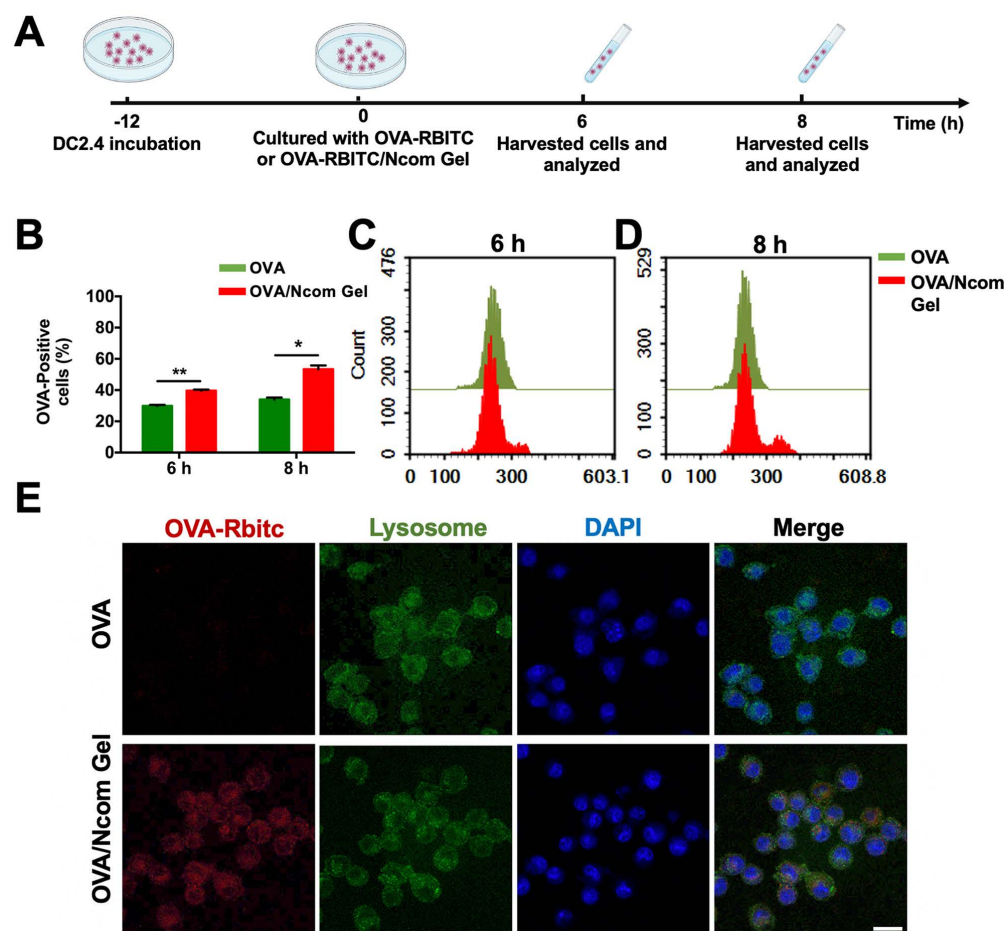 A
-12
0
6
8
Time (h)
DC2.4 incubation
Cultured with OVA-RBITC
or OVA-RBITC/Ncom Gel
Harvested cells and
analyzed
Harvested cells
and analyzed
B
OVA
OVA/Ncom Gel
OVA-Positive
cells (%)
100
80
60
40
20
0
**
*
6 h
8 h
C
6 h
Count
476
300
200
100
0
0
100
300
603.1
D
8 h
529
300
100
0
0
100
300
608.8
OVA
OVA/Ncom
Gel
E
OVA-Rbitc
Lysosome
DAPI
Merge
OVA
OVA/Ncom Gel